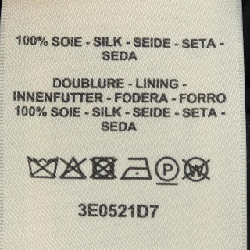 100% SOIE - SILK - SEIDE - SETA -
SEDA
DOUBLURE - LINING -
INNENFUTTER - FODERA - FORRO
100% SOIE - SILK - SEIDE - SETA -
SEDA
3E0521D7